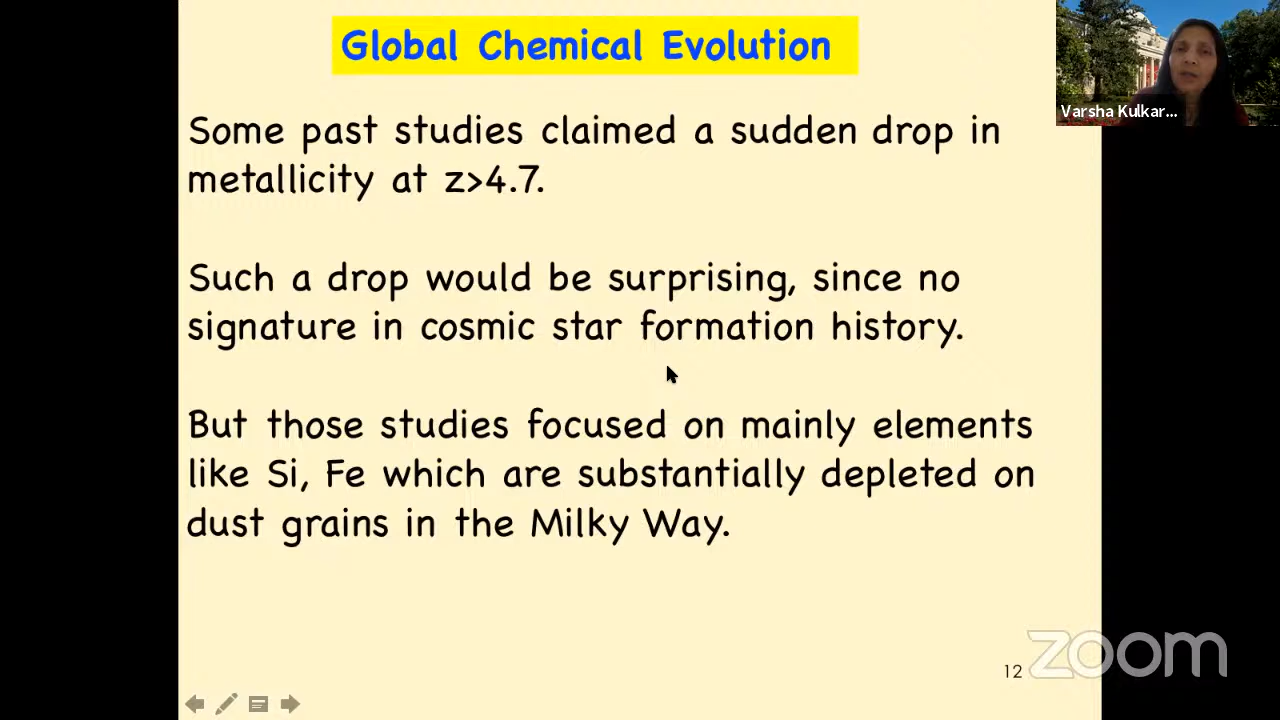 Global Chemical Evolution
Varsha Kulkar...
Some past studies claimed a sudden drop in
metallicity at z>4.7.
Such a drop would be surprising, since no
signature in cosmic star formation history.
But those studies focused on mainly elements
like Si, Fe which are substantially depleted on
dust grains in the Milky Way.
12
zoom